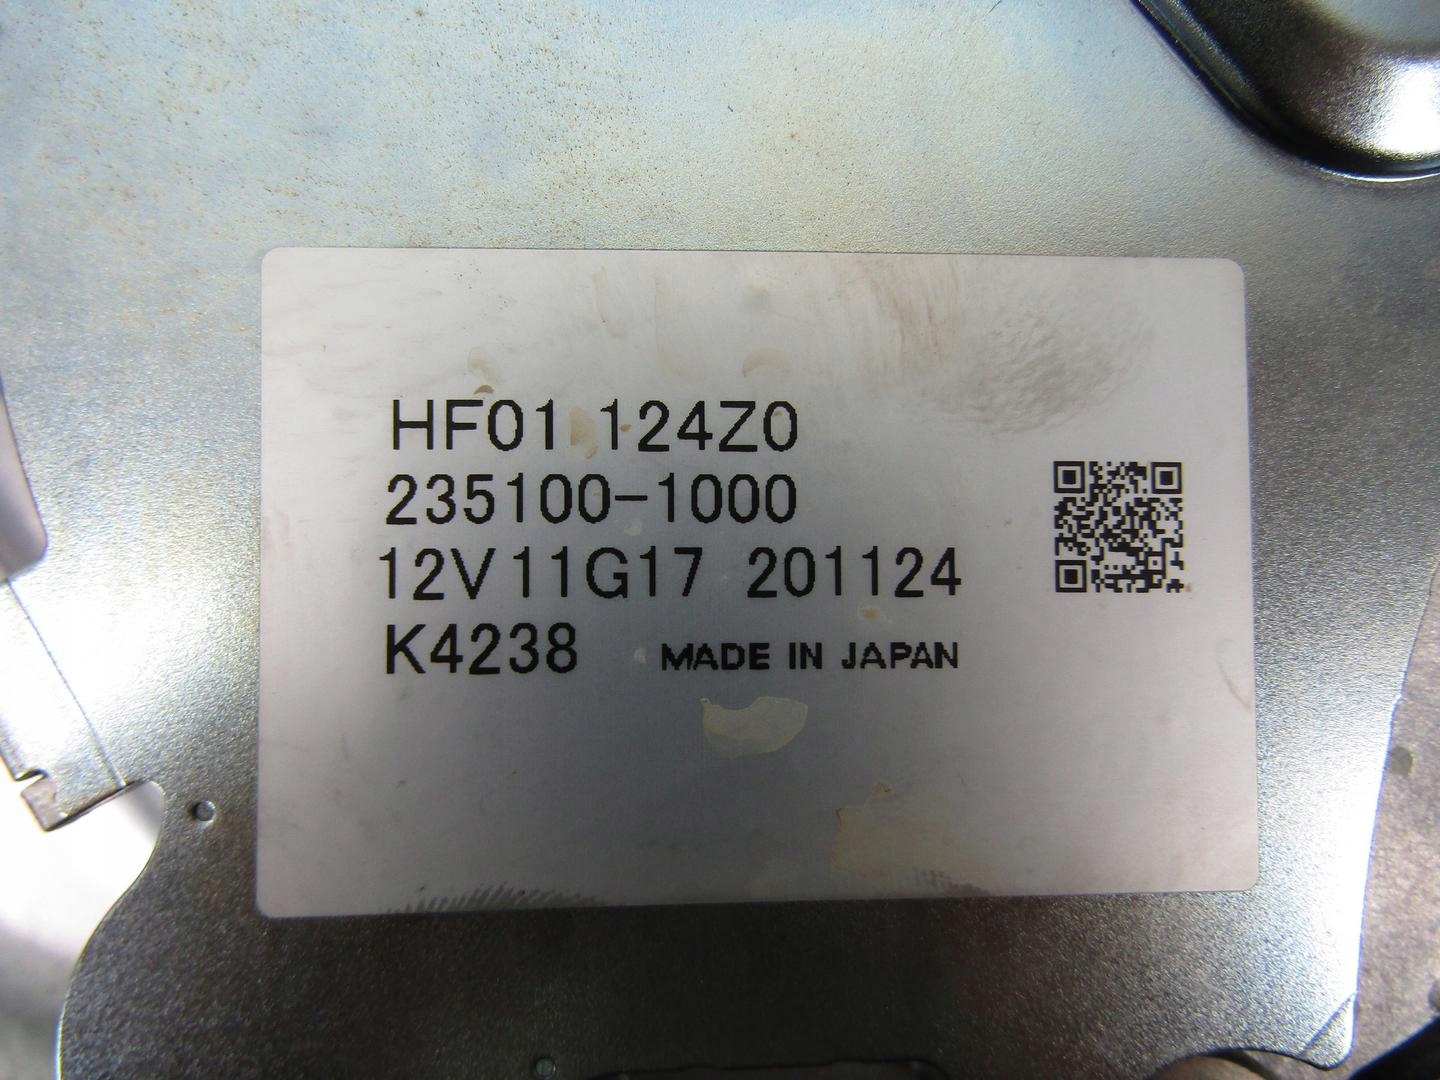 HF01 124Z0
235100-1000
12V11G17 201124
K4238 MADE IN JAPAN